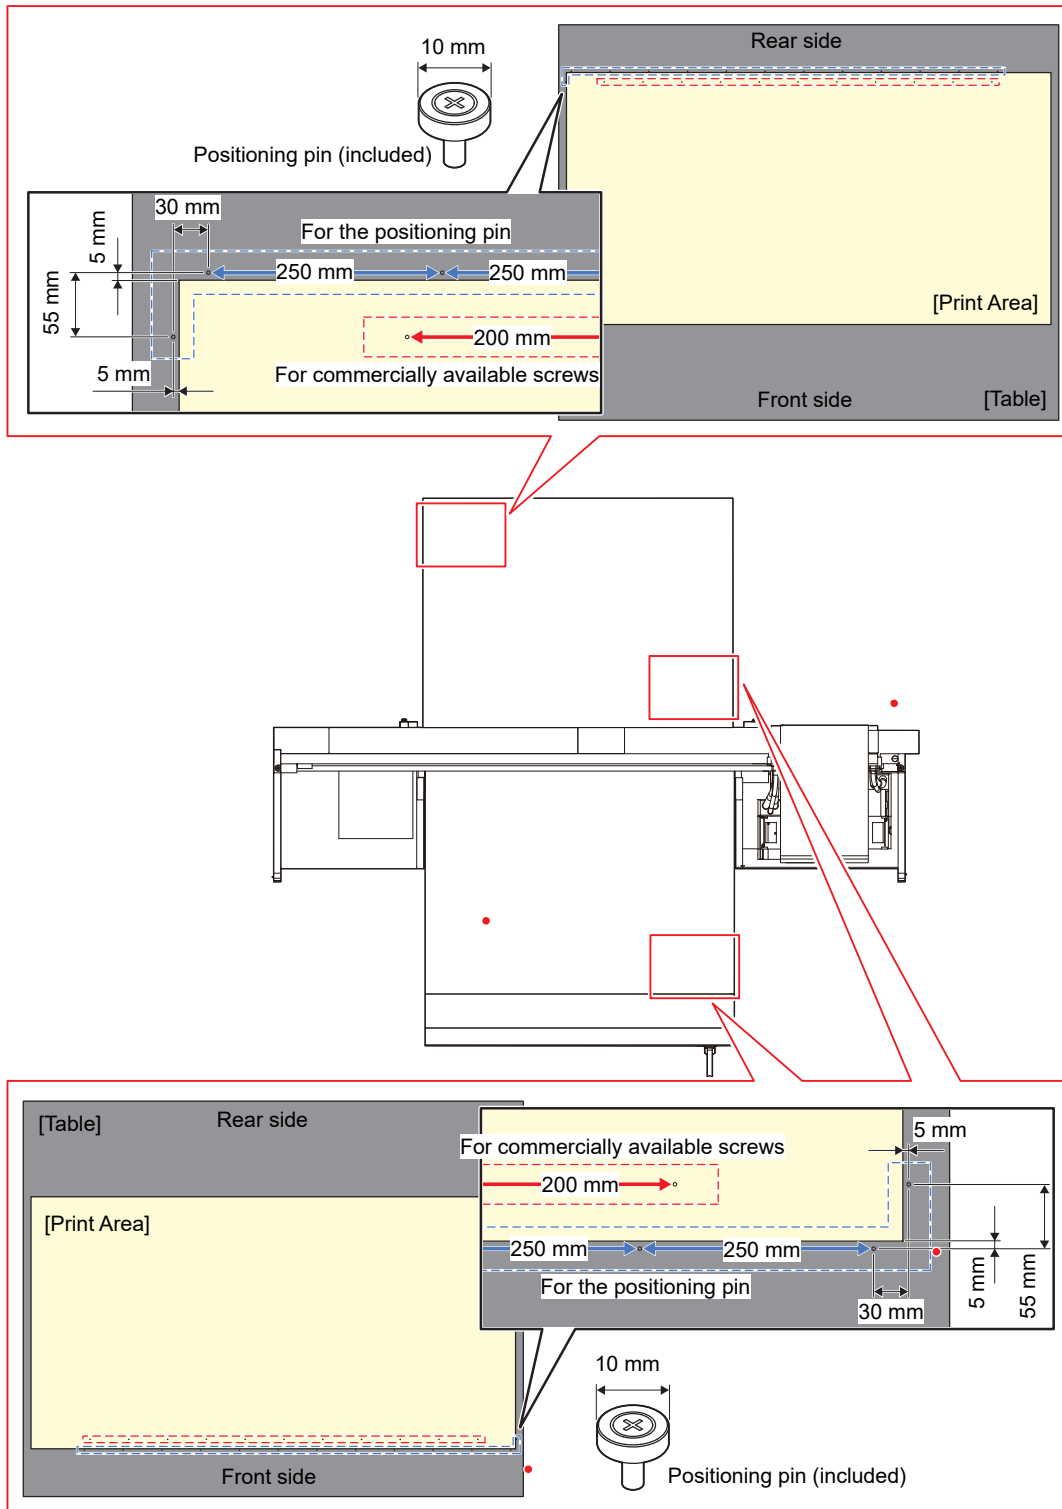 Rear side
10 mm
Positioning pin (included)
30 mm
For the positioning pin
5 mm
250 mm
250 mm
55 mm
[Print Area]
200 mm
5 mm
For commercially available screws
Front side
[Table]
[Table]
Rear side
5 mm
For commercially available screws
200 mm
[Print Area]
250 mm
250 mm
For the positioning pin
5 mm
55 mm
30 mm
10 mm
Front side
Positioning pin (included)